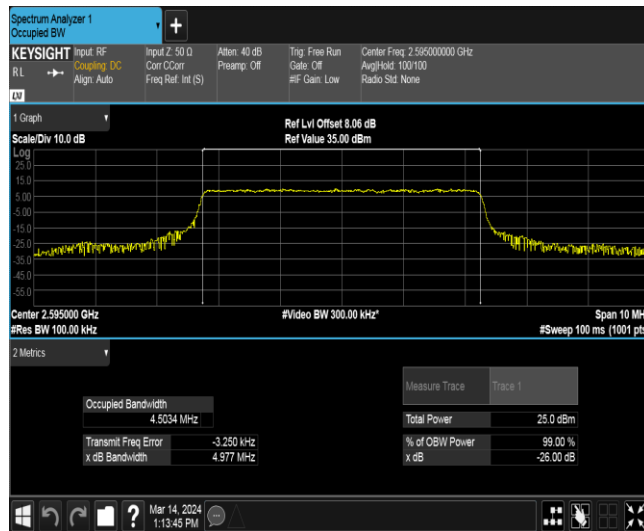 Spectrum Analyzer 1
Occupied BW
+
KEYSIGHT
RL
LXI
Input: RF
Coupling: DC
Align: Auto
Input Z: 50 Ω
Corr CCorr
Freq Ref: Int (S)
Atten: 40 dB
Preamp: Off
Trig: Free Run
Gate: Off
#IF Gain: Low
Center Freq: 2.595000000 GHz
Avg|Hold: 100/100
Radio Std: None
1 Graph
Scale/Div 10.0 dB
Ref Lvl Offset 8.06 dB
Ref Value 35.00 dBm
Log
25.0
15.0
5.00
-5.00
-15.0
-25.0
-35.0
-45.0
-55.0
Center 2.595000 GHz
#Video BW 300.00 kHz*
Span 10 MH
#Res BW 100.00 kHz
#Sweep 100 ms (1001 pts
2 Metrics
Measure Trace Trace 1
Occupied Bandwidth
4.5034 MHz
Total Power 25.0 dBm
Transmit Freq Error -3.250 kHz
% of OBW Power 99.00 %
x dB Bandwidth 4.977 MHz
x dB -26.00 dB
?
Mar 14, 2024
1:13:45 PM